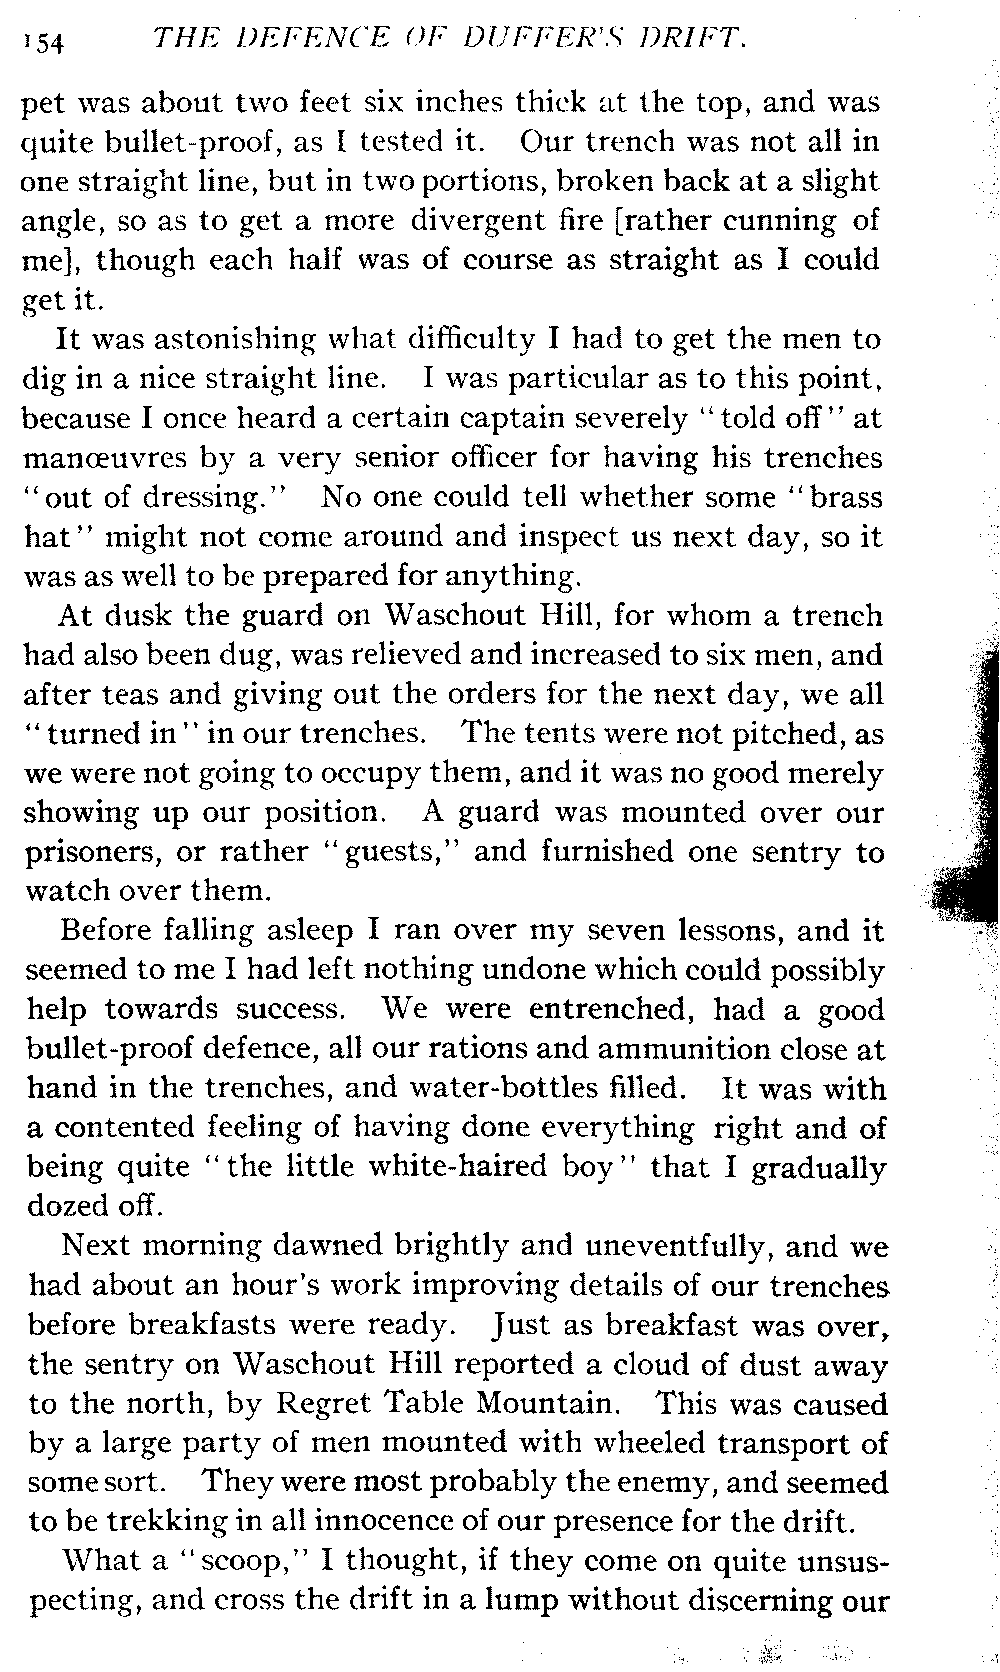 154 THE DEFENCE OF DUFFER'S DRIFT.
pet was about two feet six inches thick at the top, and was
quite bullet-proof, as I tested it. Our trench was not all in
one straight line, but in two portions, broken back at a slight
angle, so as to get a more divergent fire [rather cunning of
me], though each half was of course as straight as I could
get it.
It was astonishing what difficulty I had to get the men to
dig in a nice straight line. I was particular as to this point,
because I once heard a certain captain severely "told off" at
manœuvres by a very senior officer for having his trenches
"out of dressing." No one could tell whether some "brass
hat" might not come around and inspect us next day, so it
was as well to be prepared for anything.
At dusk the guard on Waschout Hill, for whom a trench
had also been dug, was relieved and increased to six men, and
after teas and giving out the orders for the next day, we all
"turned in" in our trenches. The tents were not pitched, as
we were not going to occupy them, and it was no good merely
showing up our position. A guard was mounted over our
prisoners, or rather "guests," and furnished one sentry to
watch over them.
Before falling asleep I ran over my seven lessons, and it
seemed to me I had left nothing undone which could possibly
help towards success. We were entrenched, had a good
bullet-proof defence, all our rations and ammunition close at
hand in the trenches, and water-bottles filled. It was with
a contented feeling of having done everything right and of
being quite "the little white-haired boy" that I gradually
dozed off.
Next morning dawned brightly and uneventfully, and we
had about an hour's work improving details of our trenches
before breakfasts were ready. Just as breakfast was over,
the sentry on Waschout Hill reported a cloud of dust away
to the north, by Regret Table Mountain. This was caused
by a large party of men mounted with wheeled transport of
some sort. They were most probably the enemy, and seemed
to be trekking in all innocence of our presence for the drift.
What a "scoop," I thought, if they come on quite unsus-
pecting, and cross the drift in a lump without discerning our